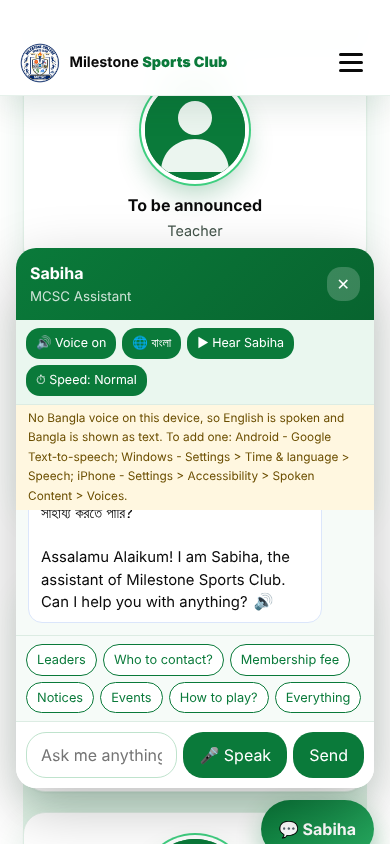 Milestone Sports Club
To be announced
Teacher
Sabiha
MCSC Assistant
✕
🔊 Voice on
🌐 বাংলা
▶ Hear Sabiha
⏱ Speed: Normal
No Bangla voice on this device, so English is spoken and
Bangla is shown as text. To add one: Android - Google
Text-to-speech; Windows - Settings > Time & language >
Speech; iPhone - Settings > Accessibility > Spoken
Content > Voices.
সাহায্য করতে পারি?
Assalamu Alaikum! I am Sabiha, the
assistant of Milestone Sports Club.
Can I help you with anything? 🔊
Leaders
Who to contact?
Membership fee
Notices
Events
How to play?
Everything
Ask me anything
🎤 Speak
Send
💬 Sabiha